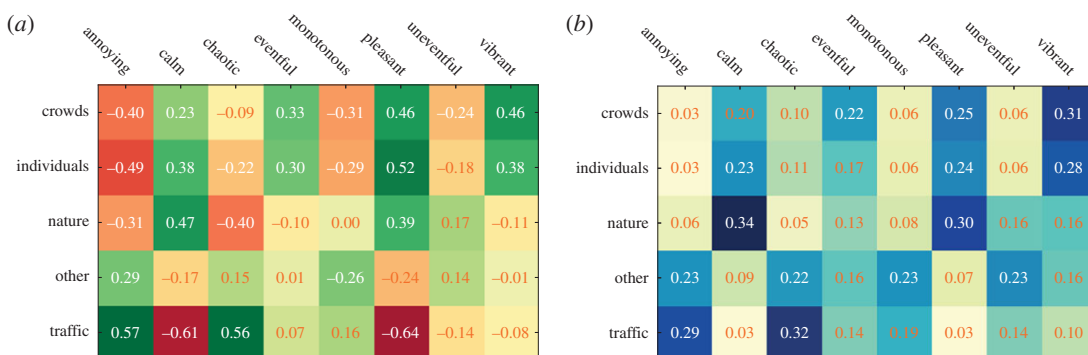 (a) annoying calm chaotic eventful monotonous pleasant uneventful vibrant
crowds −0.40 0.23 −0.09 0.33 −0.31 0.46 −0.24 0.46
individuals −0.49 0.38 −0.22 0.30 −0.29 0.52 −0.18 0.38
nature −0.31 0.47 −0.40 −0.10 0.00 0.39 0.17 −0.11
other 0.29 −0.17 0.15 0.01 −0.26 −0.24 0.14 −0.01
traffic 0.57 −0.61 0.56 0.07 0.16 −0.64 −0.14 −0.08
(b) annoying calm chaotic eventful monotonous pleasant uneventful vibrant
crowds 0.03 0.20 0.10 0.22 0.06 0.25 0.06 0.31
individuals 0.03 0.23 0.11 0.17 0.06 0.24 0.06 0.28
nature 0.06 0.34 0.05 0.13 0.08 0.30 0.16 0.16
other 0.23 0.09 0.22 0.16 0.23 0.07 0.23 0.16
traffic 0.29 0.03 0.32 0.14 0.03 0.14 0.10